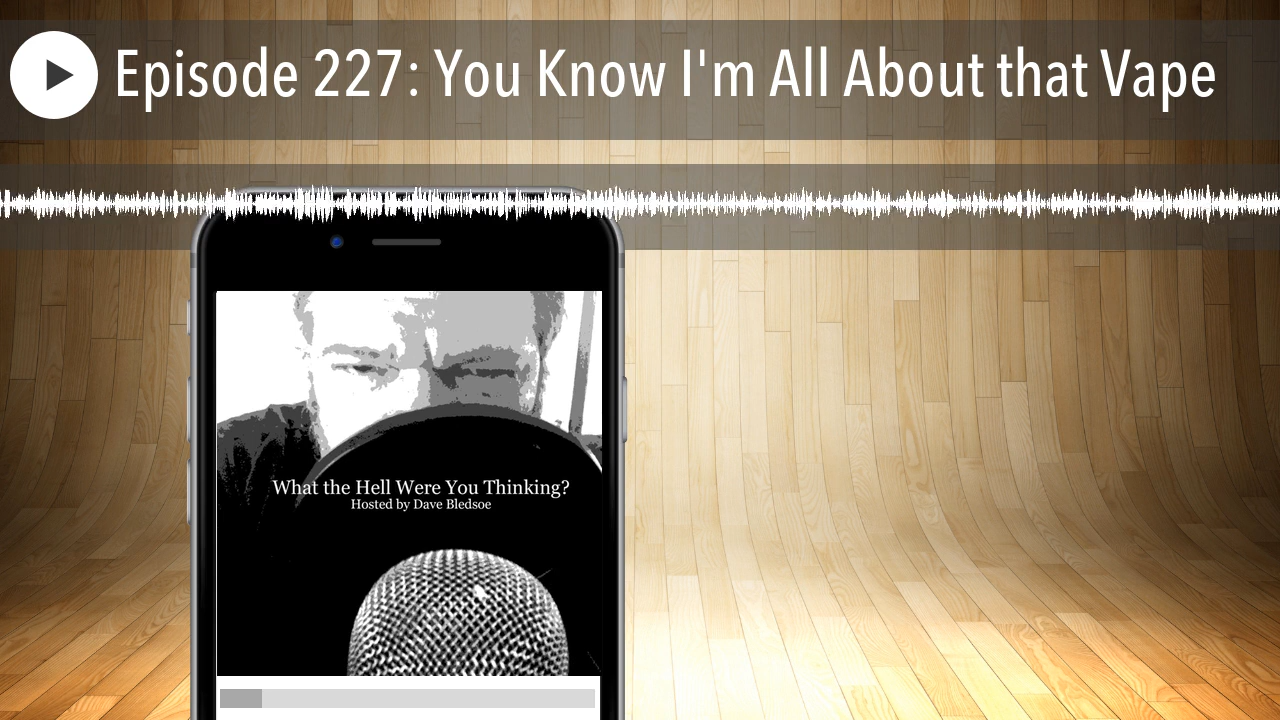 Episode 227: You Know I'm All About that Vape
What the Hell Were You Thinking?
Hosted by Dave Bledsoe